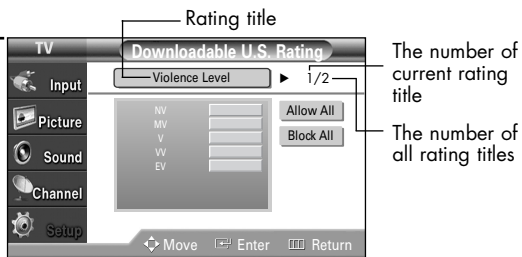 Rating title
TV
Downloadable U.S. Rating
Violence Level
► 1/2
Input
Picture
Sound
Channel
Setup
NV
MV
V
VV
EV
Allow All
Block All
Move
Enter
Return
The number of
current rating
title
The number of
all rating titles